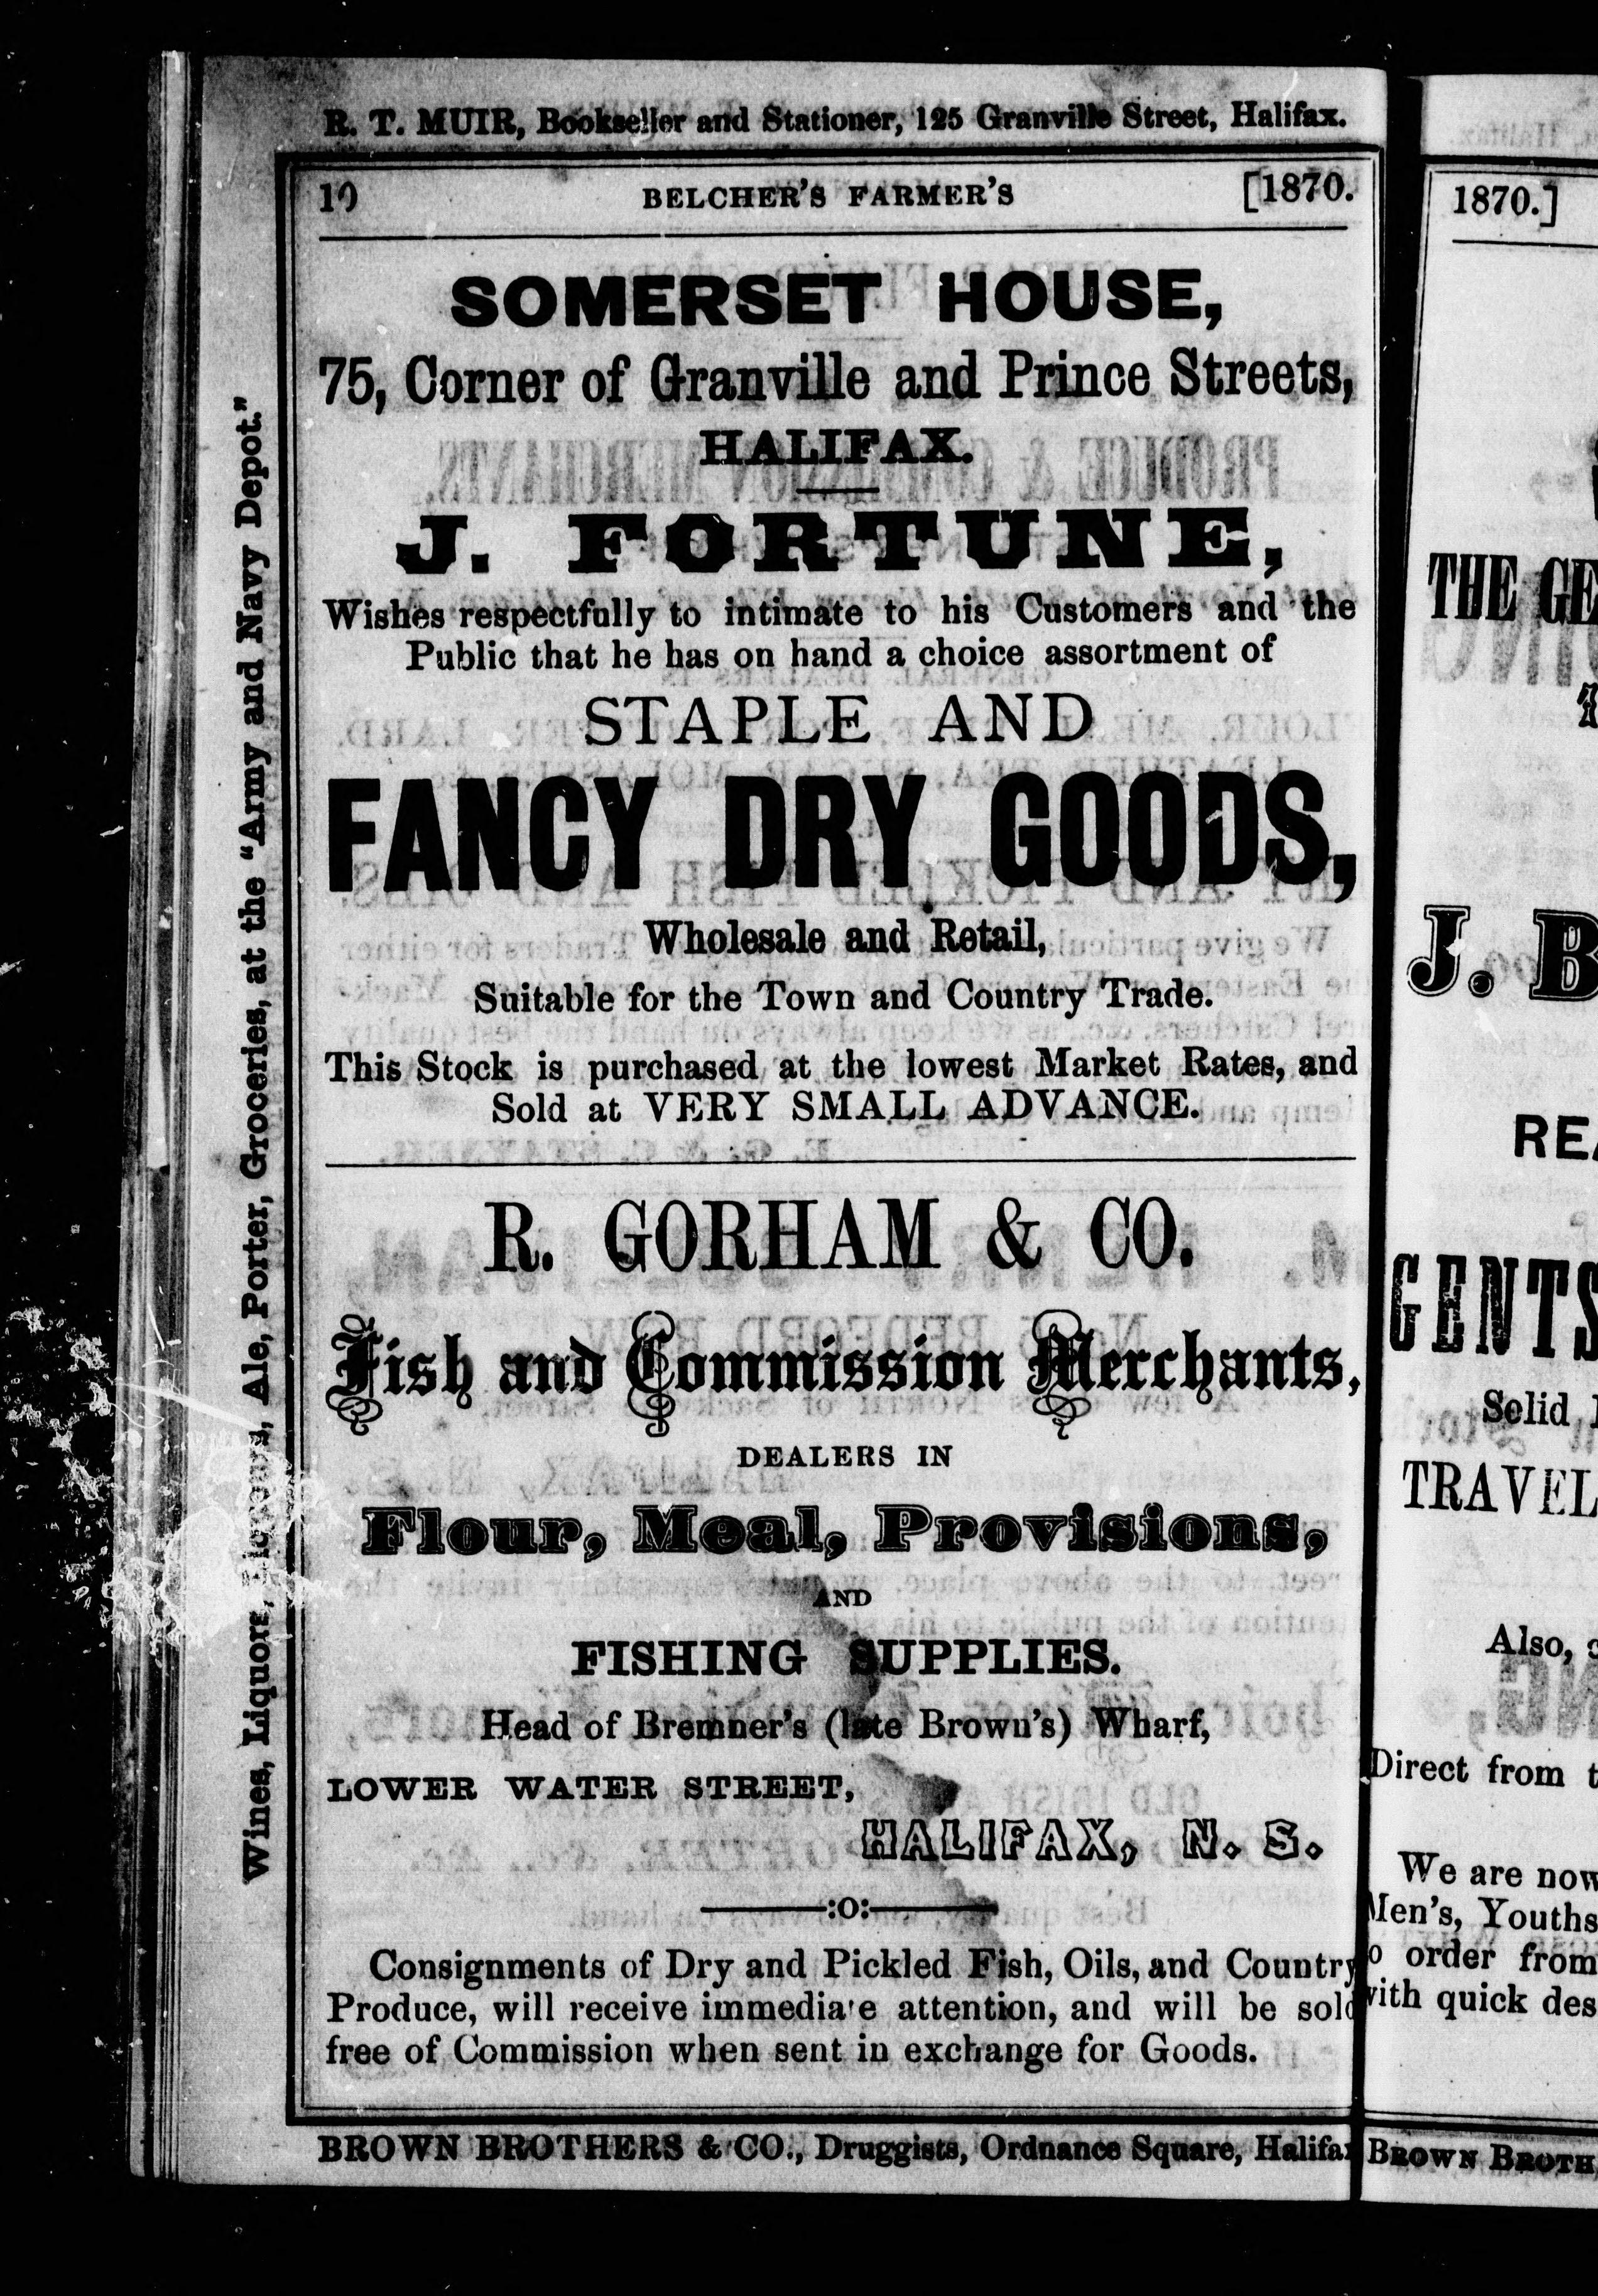 R. T. MUIR, Bookseller and Stationer, 125 Granville Street, Halifax.
10 BELCHER'S FARMER'S [1870.
SOMERSET HOUSE,
75, Corner of Granville and Prince Streets,
HALIFAX.
J. FORTUNE,
Wishes respectfully to intimate to his Customers and the
Public that he has on hand a choice assortment of
STAPLE AND
FANCY DRY GOODS,
Wholesale and Retail,
Suitable for the Town and Country Trade.
This Stock is purchased at the lowest Market Rates, and
Sold at VERY SMALL ADVANCE.
R. GORHAM & CO.
Fish and Commission Merchants,
DEALERS IN
Flour, Meal, Provisions,
AND
FISHING SUPPLIES.
Head of Bremner's (late Brown's) Wharf,
LOWER WATER STREET,
HALIFAX, N. S.
:O:
Consignments of Dry and Pickled Fish, Oils, and Country
Produce, will receive immediate attention, and will be sold
free of Commission when sent in exchange for Goods.
BROWN BROTHERS & CO., Druggists, Ordnance Square, Halifax
Wines, Liquors, Ale, Porter, Groceries, at the "Army and Navy Depot."
1870.]
THE GE
J. B
RE
GENTS
Solid
TRAVEL
Also,
Direct from t
We are now
Men's, Youths
order from
with quick des
BROWN BROTH